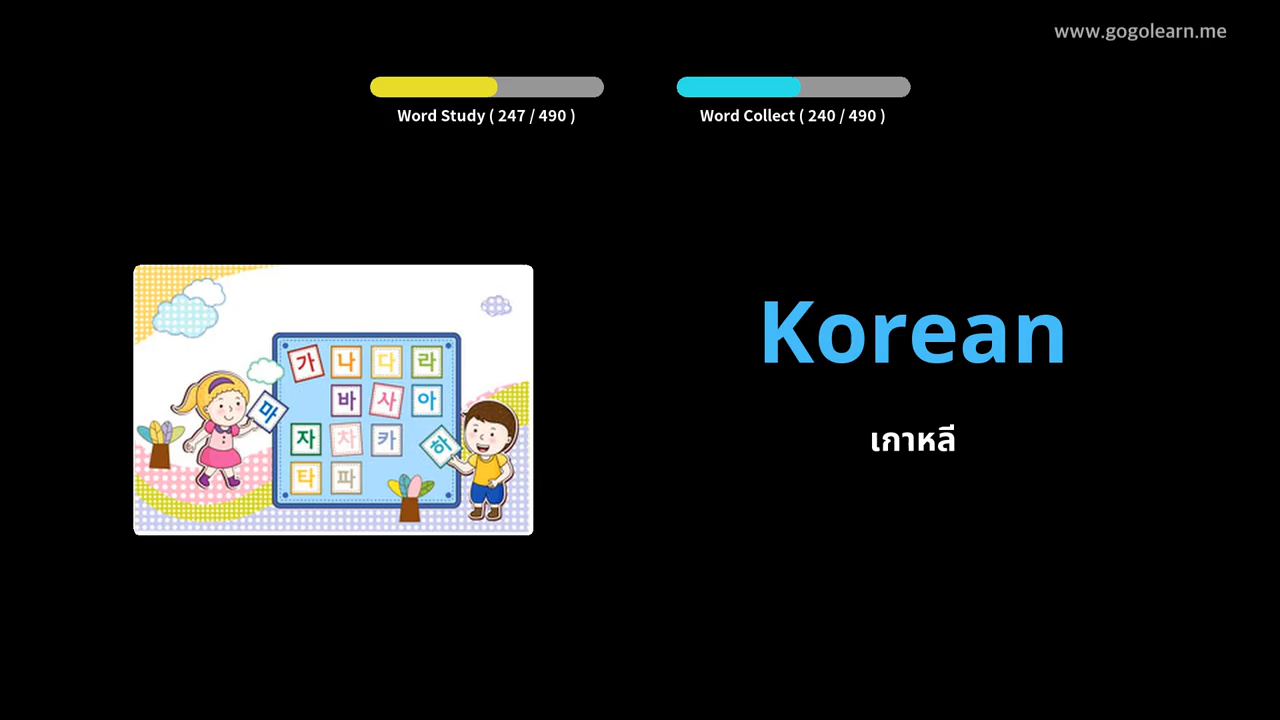 www.gogolearn.me
Word Study ( 247 / 490 )
Word Collect ( 240 / 490 )
가 나 다 라
마 바 사 아
자 차 카 하
타 파
Korean
เกาหลี